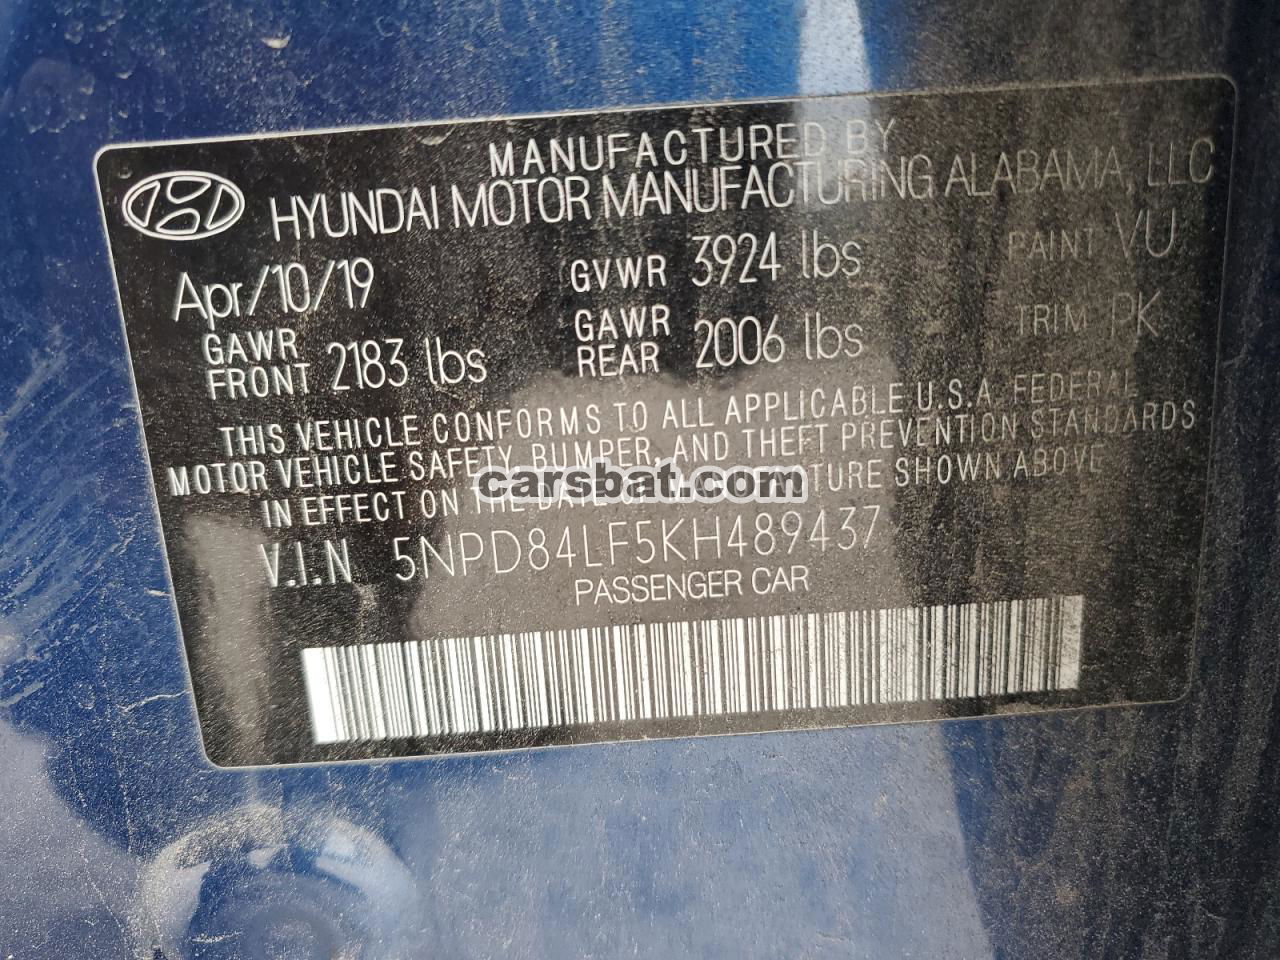 MANUFACTURED BY
HYUNDAI MOTOR MANUFACTURING ALABAMA, LLC
Apr/10/19 GVWR 3924 lbs PAINT VU
GAWR FRONT 2183 lbs GAWR REAR 2006 lbs TRIM PK
THIS VEHICLE CONFORMS TO ALL APPLICABLE U.S.A. FEDERAL
MOTOR VEHICLE SAFETY, BUMPER, AND THEFT PREVENTION STANDARDS
IN EFFECT ON THE DATE OF MANUFACTURE SHOWN ABOVE
carsbat.com
V.I.N 5NPD84LF5KH489437
PASSENGER CAR